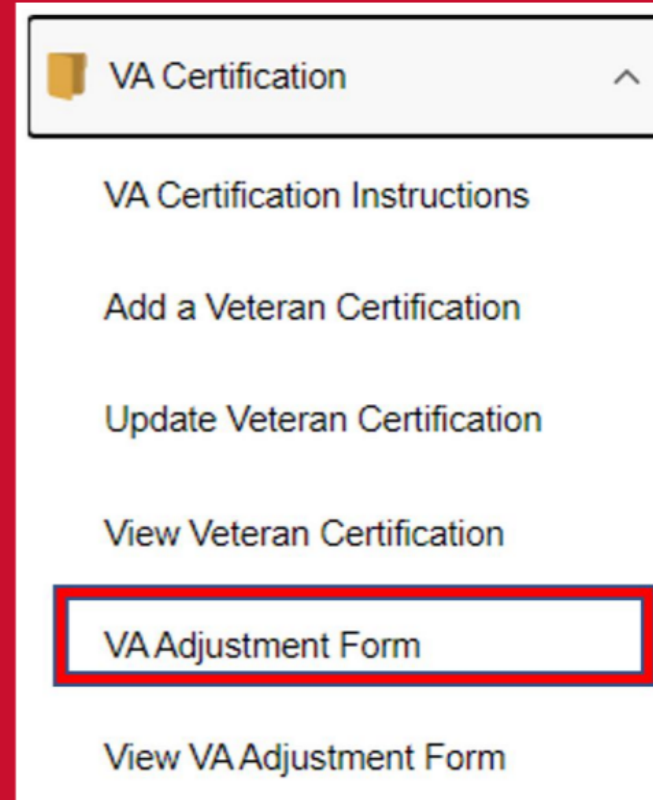 VA Certification
VA Certification Instructions
Add a Veteran Certification
Update Veteran Certification
View Veteran Certification
VA Adjustment Form
View VA Adjustment Form